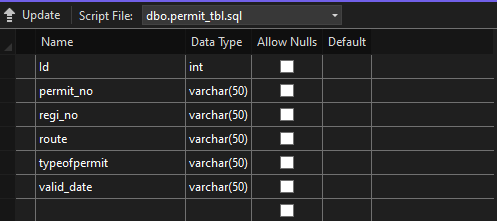 Update Script File: dbo.permit_tbl.sql
Name Data Type Allow Nulls Default
Id int
permit_no varchar(50)
regi_no varchar(50)
route varchar(50)
typeofpermit varchar(50)
valid_date varchar(50)